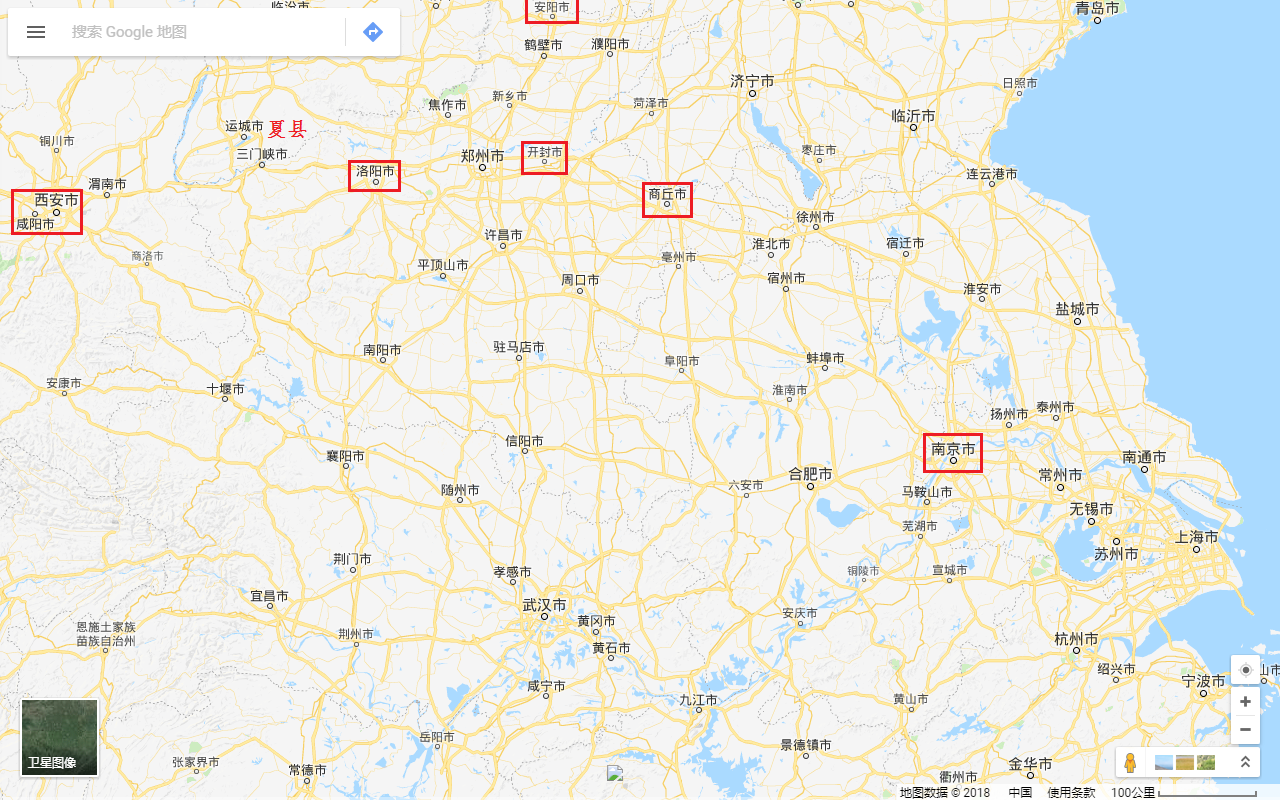 临汾市
安阳市
青岛市
搜索 Google 地图
鹤壁市
濮阳市
济宁市
日照市
新乡市
焦作市
菏泽市
临沂市
运城市
夏县
铜川市
三门峡市
郑州市
开封市
枣庄市
洛阳市
连云港市
渭南市
西安市
商丘市
咸阳市
徐州市
许昌市
淮北市
宿迁市
商洛市
平顶山市
亳州市
周口市
宿州市
淮安市
盐城市
南阳市
驻马店市
阜阳市
蚌埠市
安康市
十堰市
淮南市
扬州市
泰州市
信阳市
南京市
襄阳市
南通市
合肥市
常州市
随州市
六安市
马鞍山市
无锡市
芜湖市
上海市
苏州市
荆门市
孝感市
铜陵市
宣城市
宜昌市
武汉市
黄冈市
安庆市
恩施土家族
苗族自治州
荆州市
杭州市
黄石市
绍兴市
山市
宁波市
咸宁市
九江市
黄山市
岳阳市
景德镇市
卫星图像
张家界市
常德市
金华市
衢州市
地图数据 © 2018
中国
使用条款
100公里